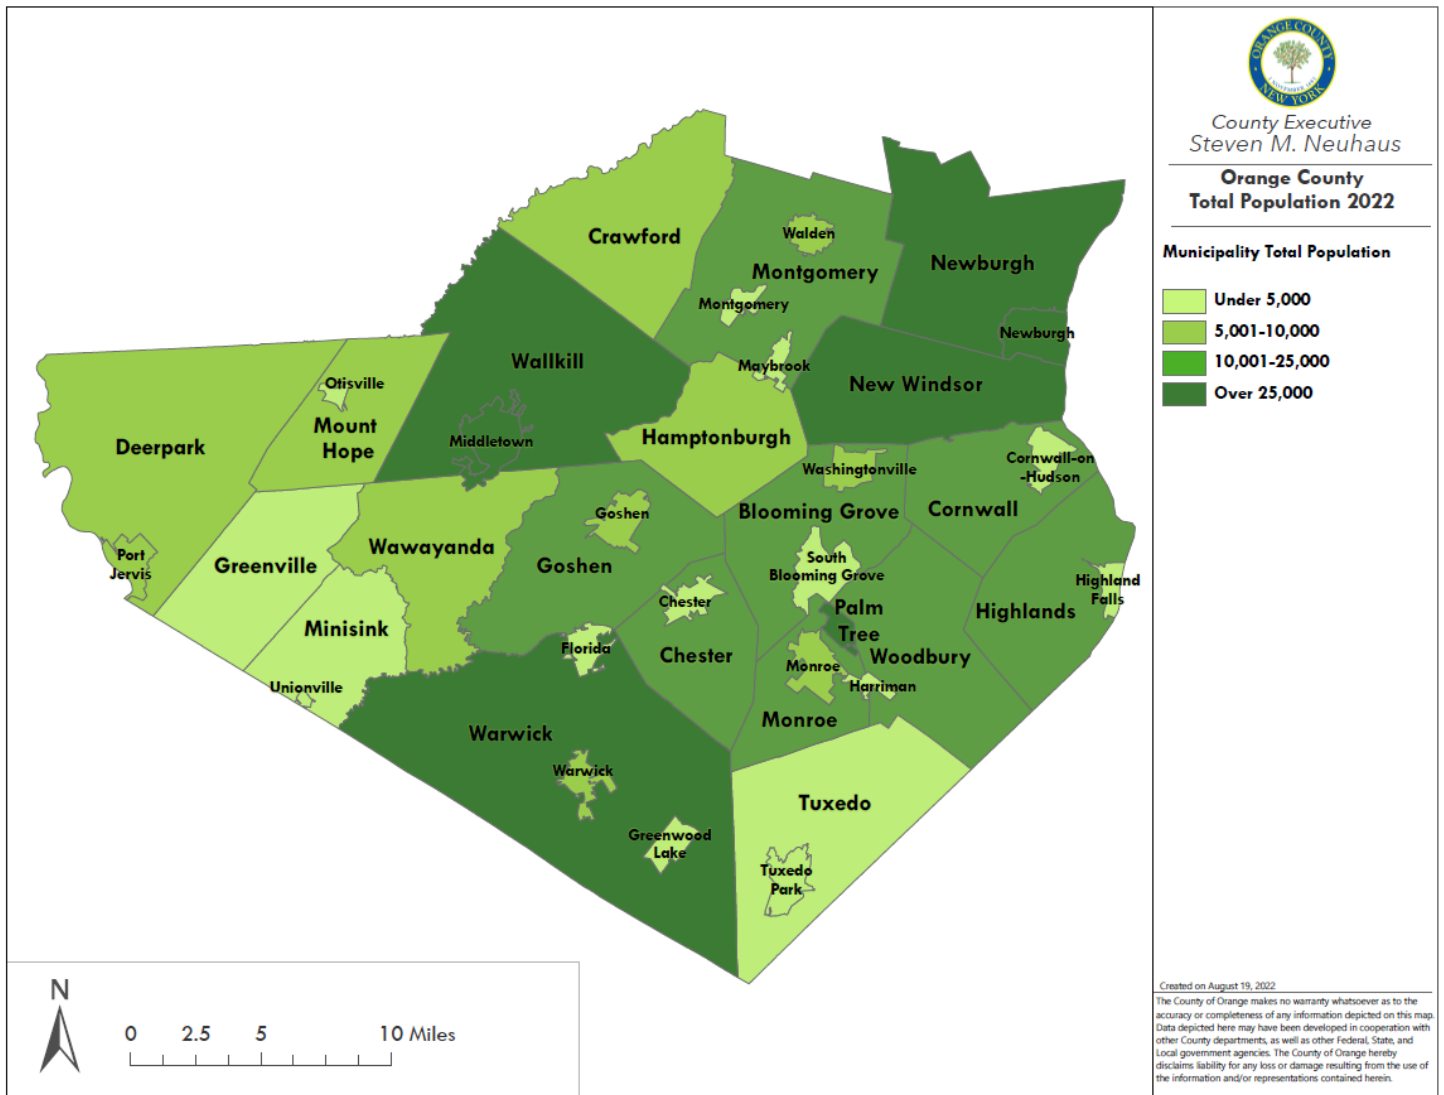 ORANGE COUNTY
NEW YORK
County Executive
Steven M. Neuhaus
Orange County
Total Population 2022
Municipality Total Population
Under 5,000
5,001-10,000
10,001-25,000
Over 25,000
Crawford
Walden
Montgomery
Montgomery
Newburgh
Newburgh
Wallkill
Maybrook
New Windsor
Otisville
Mount
Hope
Deerpark
Middletown
Hamptonburgh
Washingtonville
Cornwall-on
-Hudson
Cornwall
Blooming Grove
Goshen
Goshen
Wawayanda
Port
Jervis
Greenville
South
Blooming Grove
Highland
Falls
Highlands
Chester
Chester
Palm
Tree
Minisink
Florida
Woodbury
Monroe
Harriman
Unionville
Monroe
Warwick
Warwick
Tuxedo
Greenwood
Lake
Tuxedo
Park
N
0 2.5 5 10 Miles
Created on August 19, 2022
The County of Orange makes no warranty whatsoever as to the
accuracy or completeness of any information depicted on this map.
Data depicted here may have been developed in cooperation with
other County departments, as well as other Federal, State, and
Local government agencies. The County of Orange hereby
disclaims liability for any loss or damage resulting from the use of
the information and/or representations contained herein.